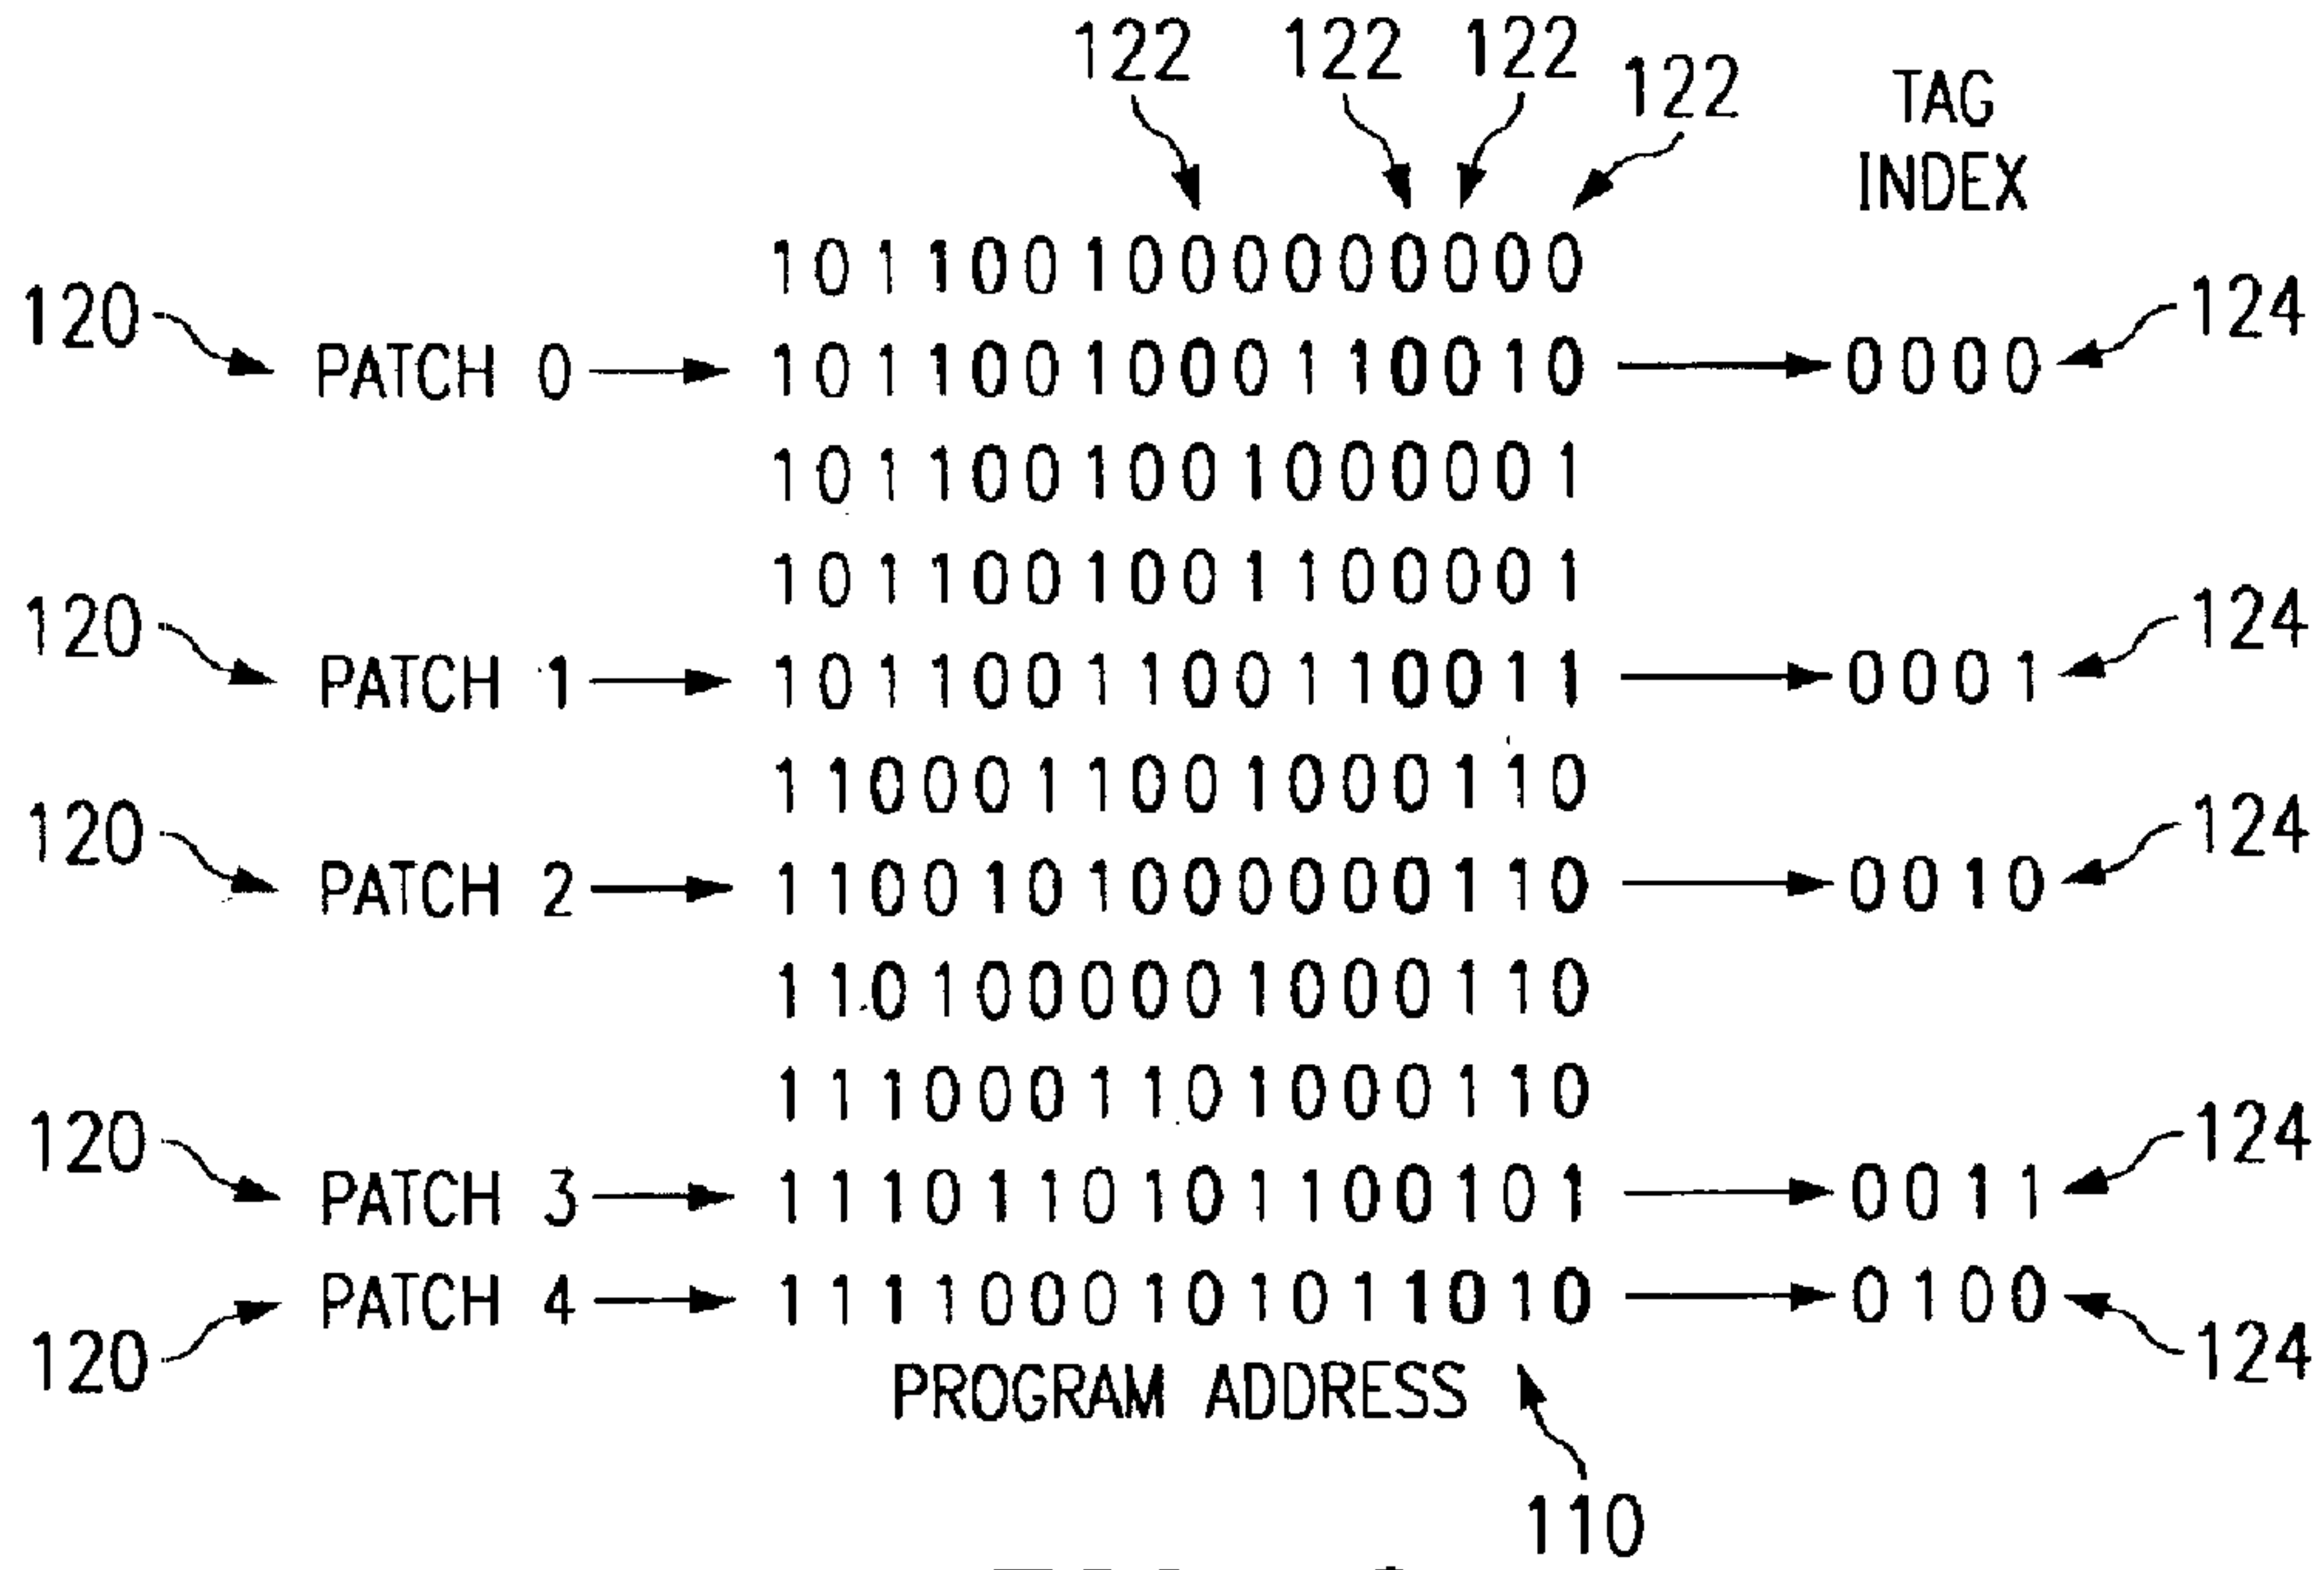 122 122 122 122 TAG
INDEX
1011001000000000
120 PATCH 0 1011001000110010 0000 124
1011001001000001
1011001001100001
120 PATCH 1 1011001100110011 0001 124
1100011001000110
120 PATCH 2 1100101000000110 0010 124
1101000001000110
1110001101000110
120 PATCH 3 1110110101100101 0011 124
PATCH 4 1111000101011010 0100
120 PROGRAM ADDRESS 124
110